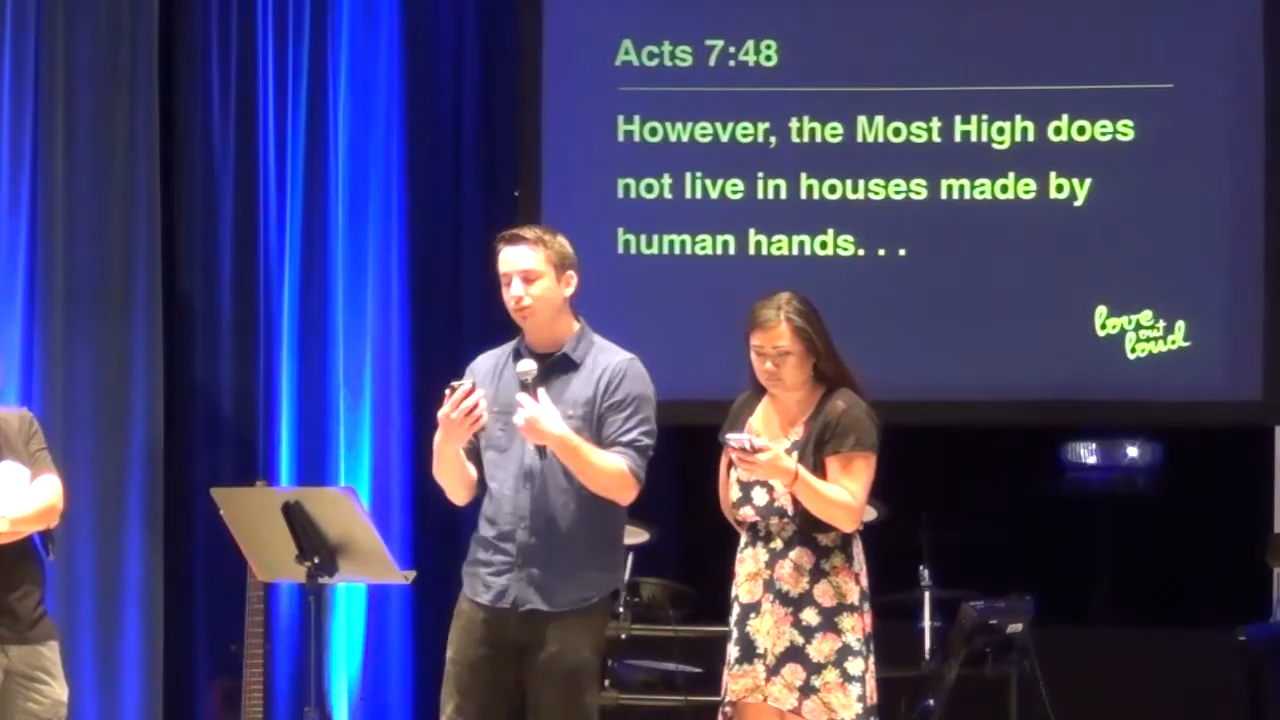 Acts 7:48
However, the Most High does
not live in houses made by
human hands. . .
love
out
loud